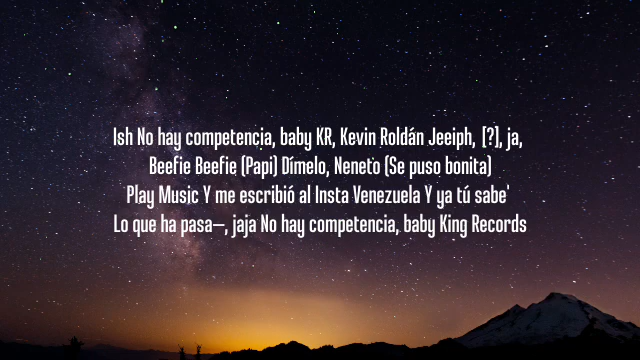 Ish No hay competencia, baby KR, Kevin Roldán Jeeiph, [?], ja,
Beefie Beefie (Papi) Dímelo, Neneto (Se puso bonita)
Play Music Y me escribió al Insta Venezuela Y ya tú sabe'
Lo que ha pasa—, jaja No hay competencia, baby King Records